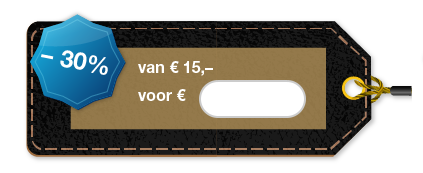 – 30%
van € 15,–
voor €